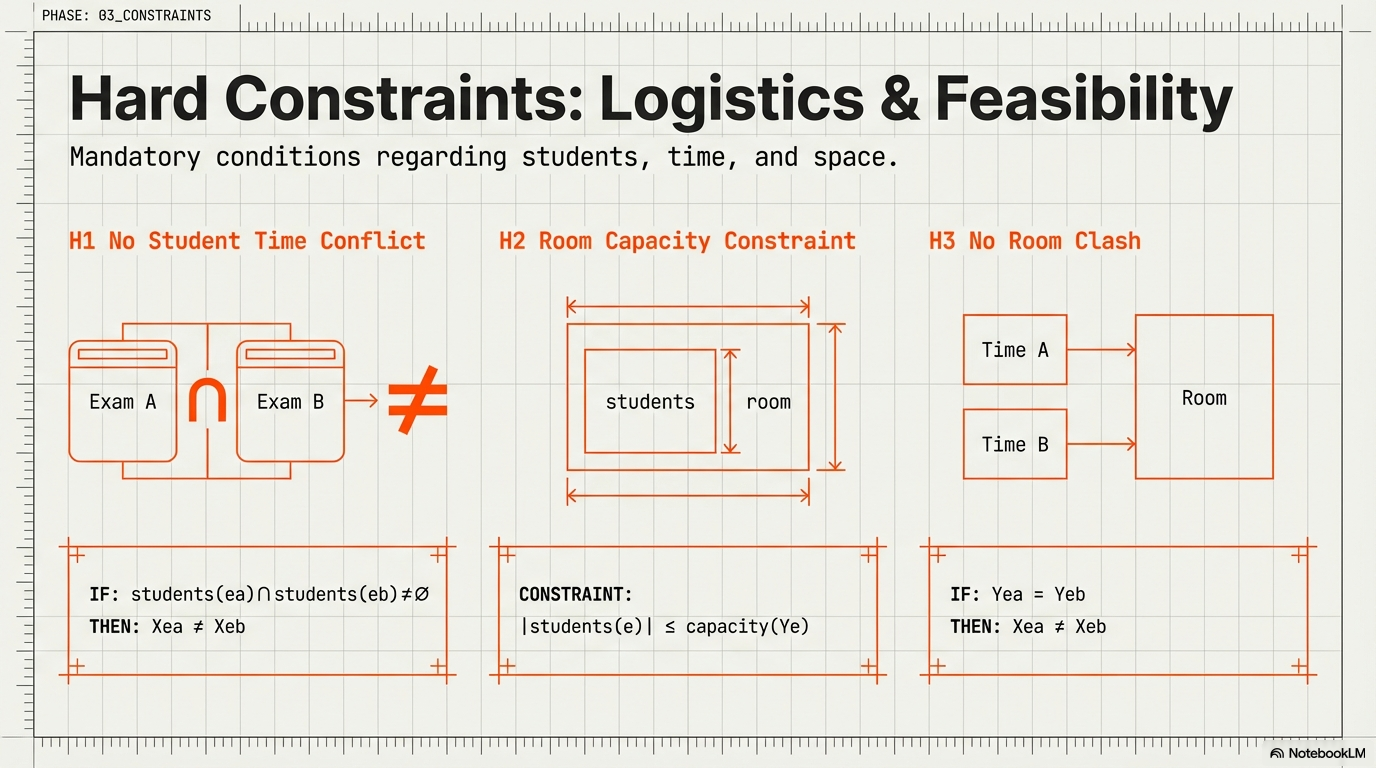 PHASE: 03_CONSTRAINTS
Hard Constraints: Logistics & Feasibility
Mandatory conditions regarding students, time, and space.
H1 No Student Time Conflict
Exam A
∩
Exam B
≠
IF: students(ea)∩students(eb)≠∅
THEN: Xea ≠ Xeb
H2 Room Capacity Constraint
students
room
CONSTRAINT:
|students(e)| ≤ capacity(Ye)
H3 No Room Clash
Time A
Time B
Room
IF: Yea = Yeb
THEN: Xea ≠ Xeb
NotebookLM